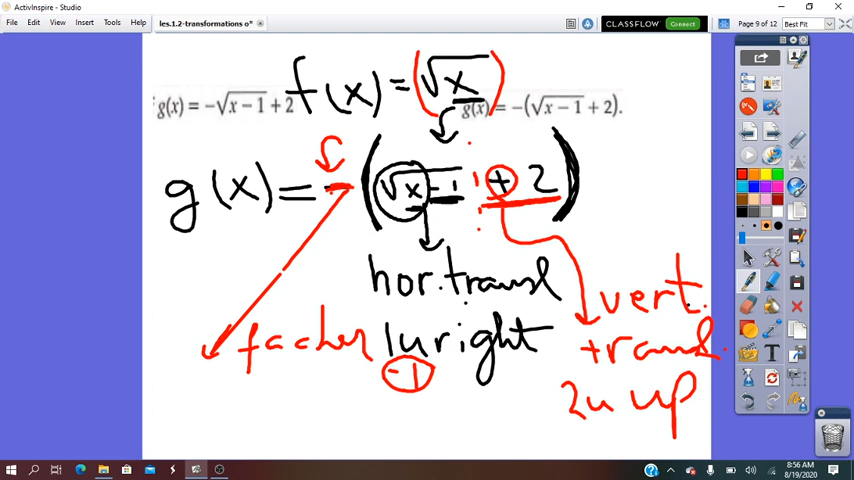 ActivInspire - Studio
File Edit View Insert Tools Help
CLASSFLOW Connect
Page 9 of 12
Best Fit
les.1.2-transformations o*
f(x) = (√x)
g(x) = -√x-1 + 2
g(x) = -(√x-1 + 2).
g(x) = - (√x-1 + 2)
hor. transl
1u right
-1
vert.
transl.
2u up
T
8:56 AM
8/19/2020